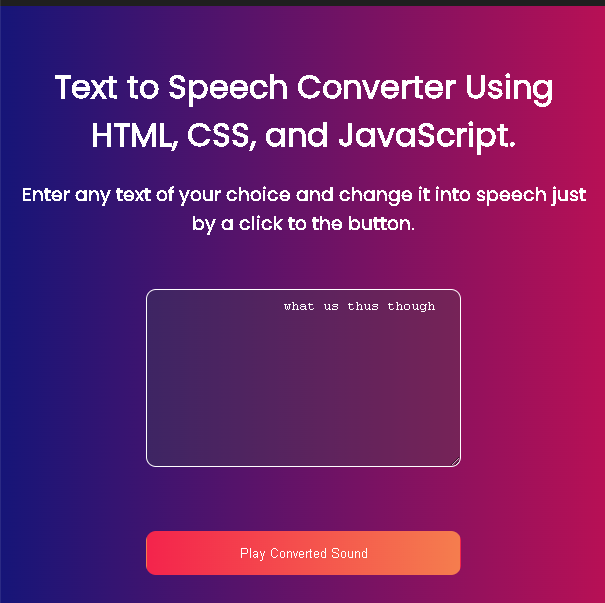 Text to Speech Converter Using
HTML, CSS, and JavaScript.
Enter any text of your choice and change it into speech just
by a click to the button.
what us thus though
Play Converted Sound